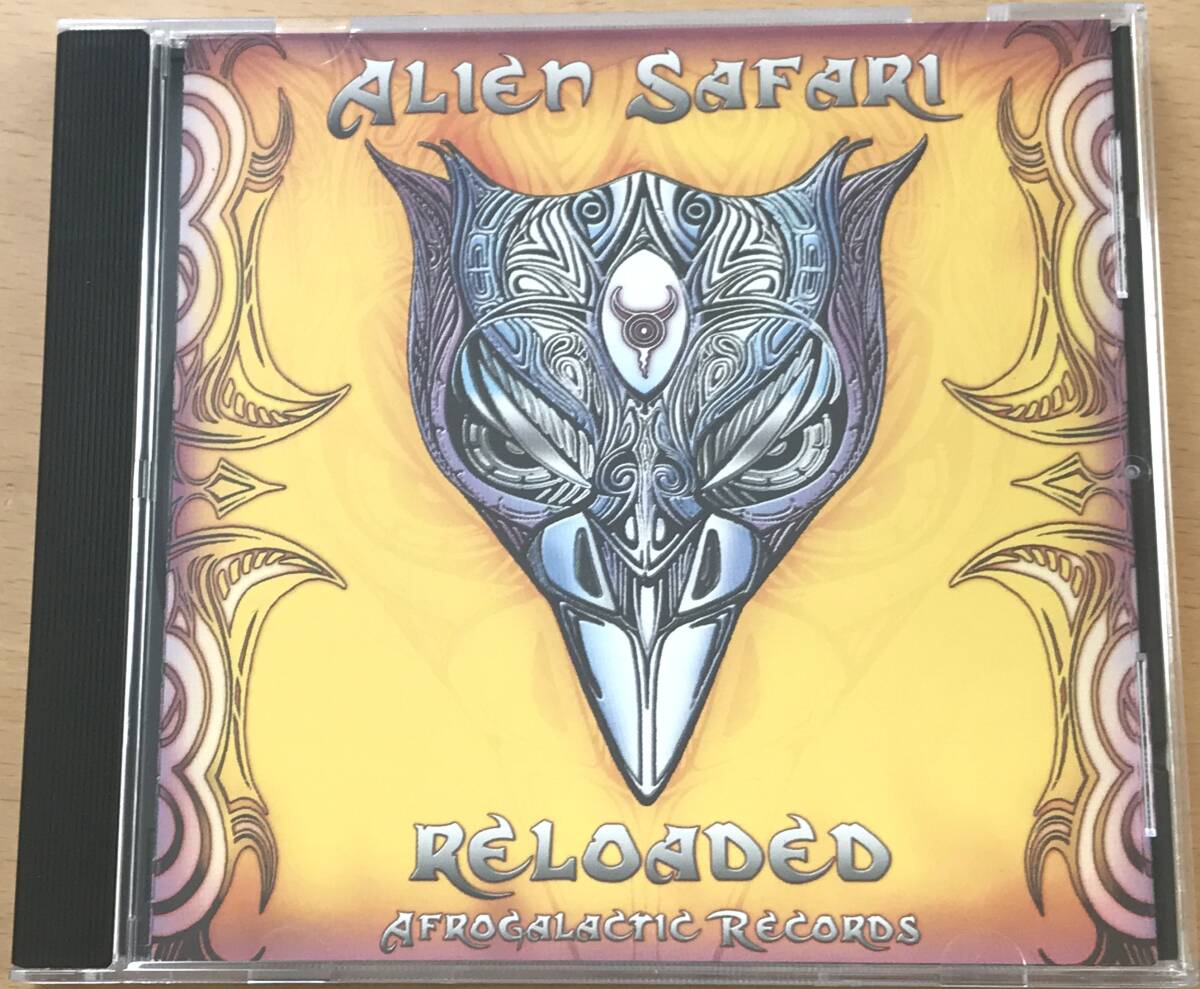 Alien Safari
Reloaded
Afrogalactic Records